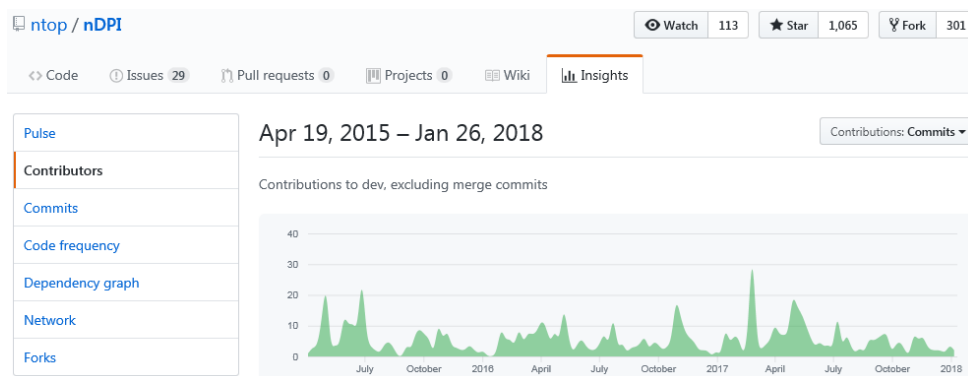 ntop / nDPI
Watch 113 Star 1,065 Fork 301
Code Issues 29 Pull requests 0 Projects 0 Wiki Insights
Pulse
Contributors
Commits
Code frequency
Dependency graph
Network
Forks
Apr 19, 2015 – Jan 26, 2018
Contributions: Commits
Contributions to dev, excluding merge commits
40
30
20
10
0
July October 2016 April July October 2017 April July October 2018